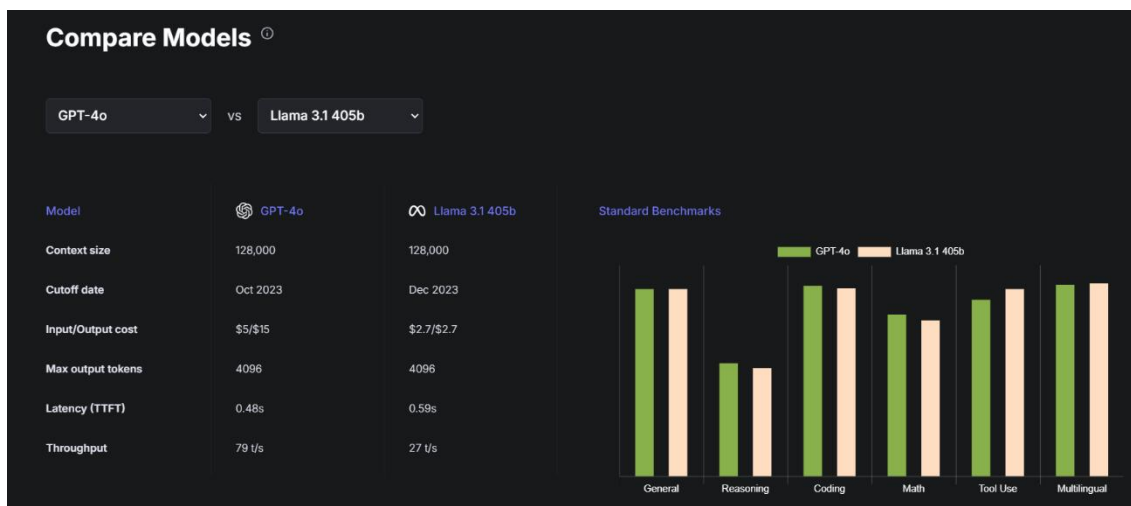 Compare Models
GPT-4o vs Llama 3.1 405b
Model GPT-4o Llama 3.1 405b
Context size 128,000 128,000
Cutoff date Oct 2023 Dec 2023
Input/Output cost $5/$15 $2.7/$2.7
Max output tokens 4096 4096
Latency (TTFT) 0.48s 0.59s
Throughput 79 t/s 27 t/s
Standard Benchmarks
GPT-4o Llama 3.1 405b
General Reasoning Coding Math Tool Use Multilingual